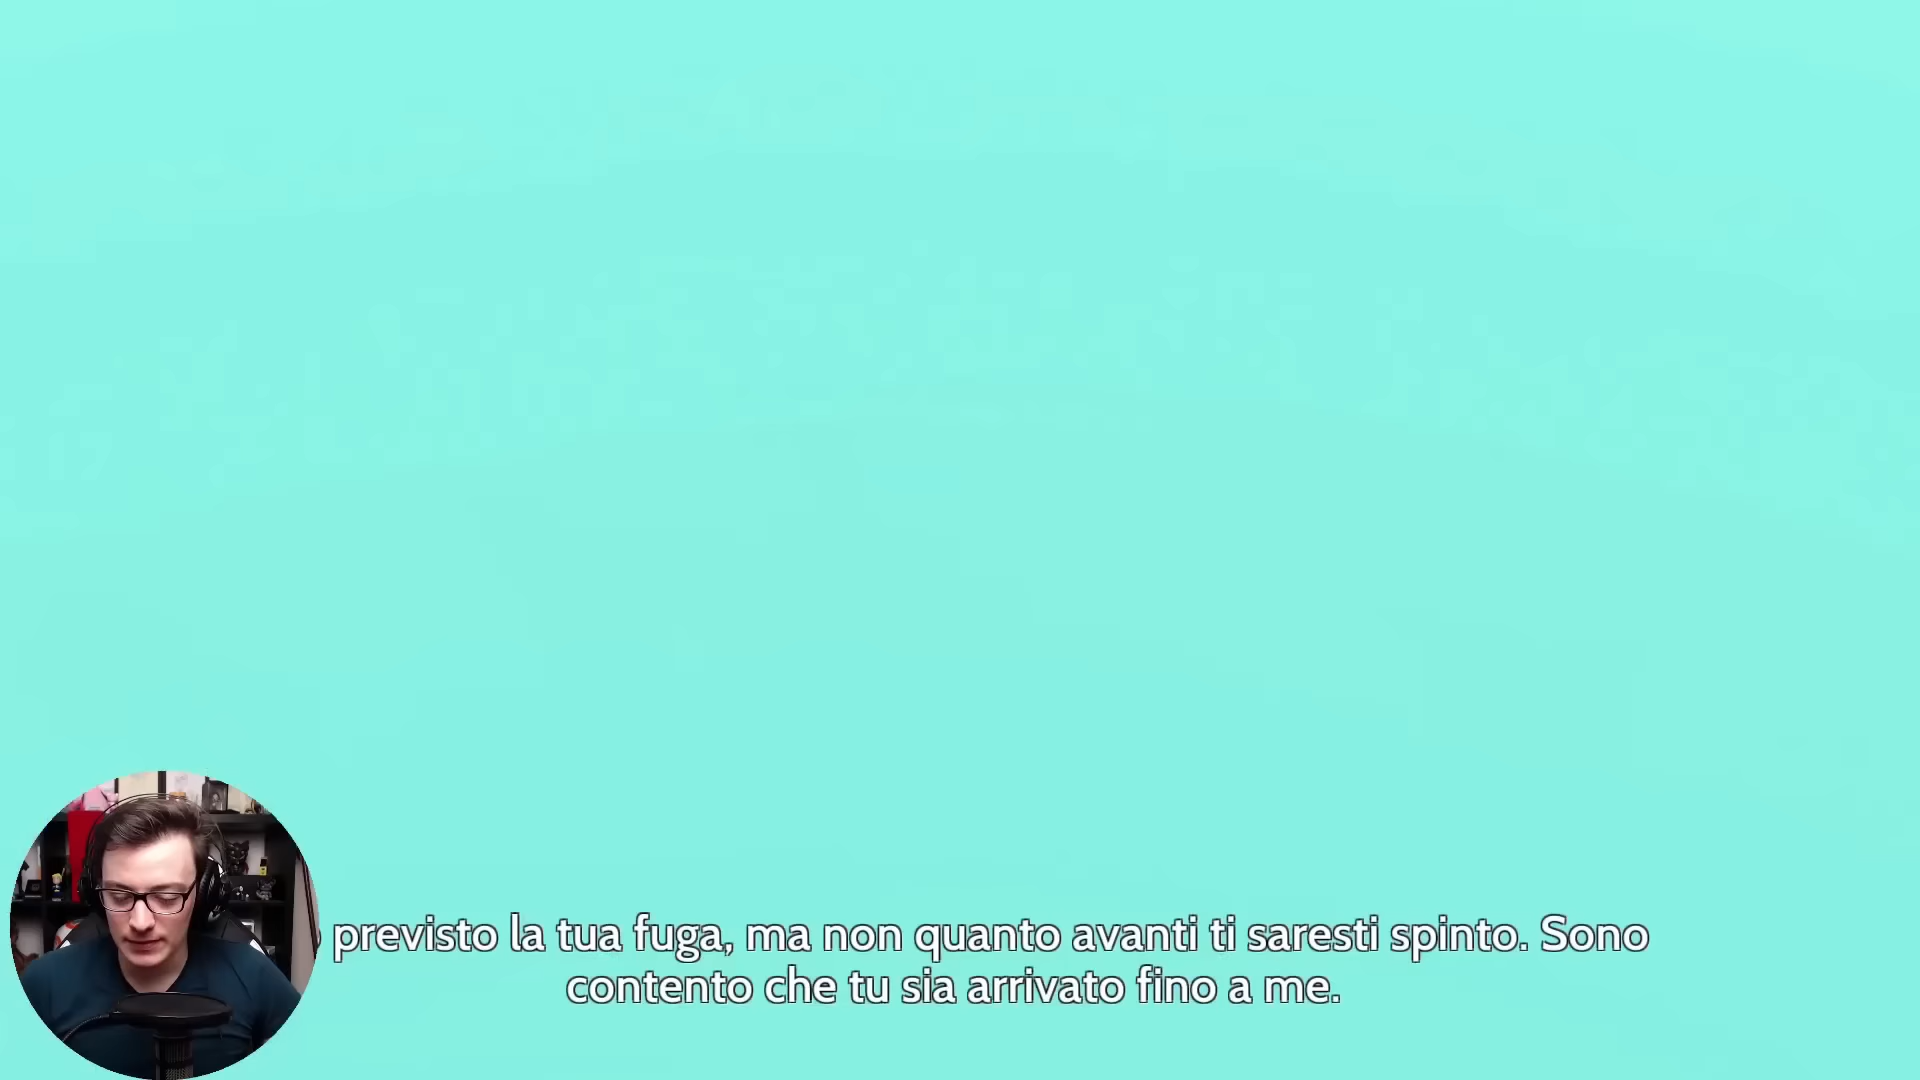 previsto la tua fuga, ma non quanto avanti ti saresti spinto. Sono
contento che tu sia arrivato fino a me.